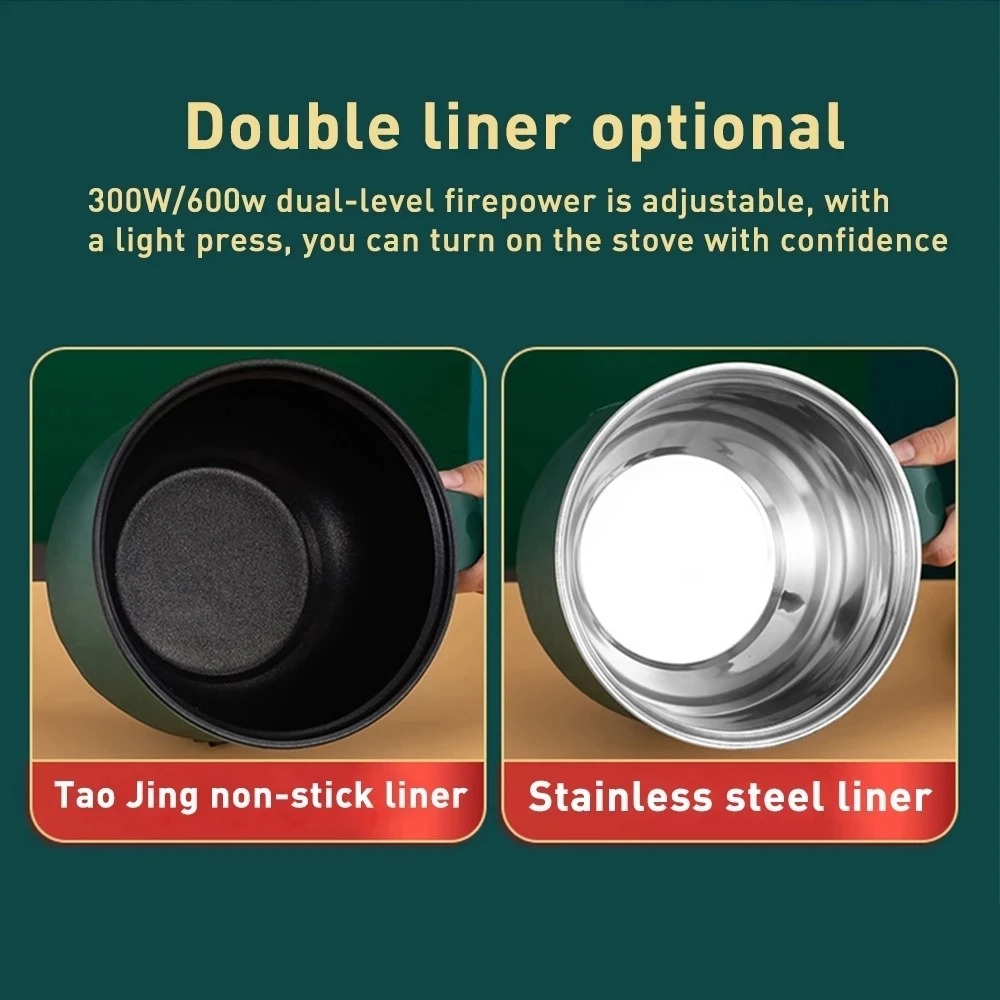 Double liner optional
300W/600w dual-level firepower is adjustable, with
a light press, you can turn on the stove with confidence
Tao Jing non-stick liner
Stainless steel liner